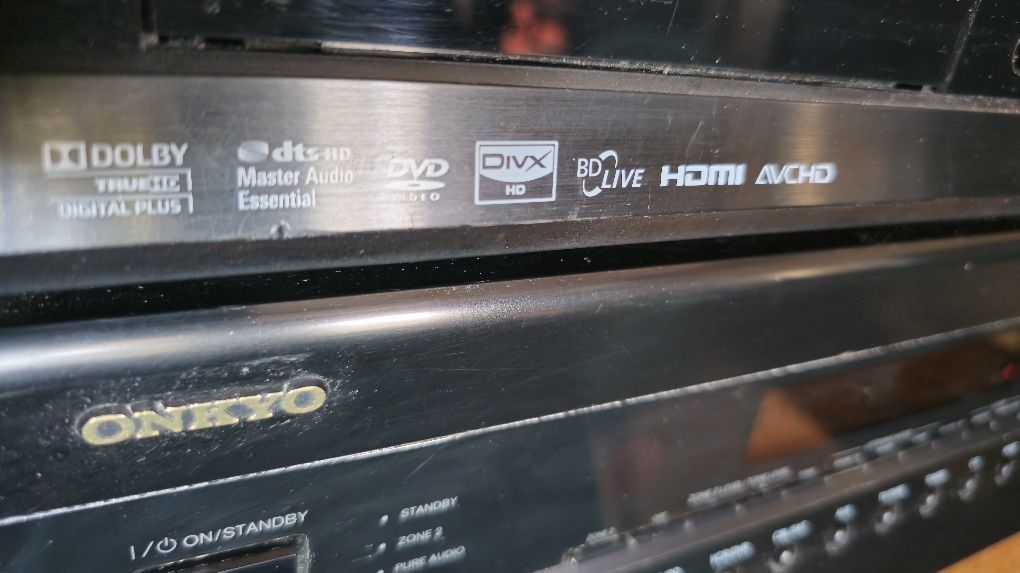 DOLBY
TRUEHD
DIGITAL PLUS
dts-HD
Master Audio
Essential
DVD
VIDEO
DIVX
HD
BD LIVE
HDMI
AVCHD
ONKYO
ON/STANDBY
STANDBY
ZONE 2
PURE AUDIO